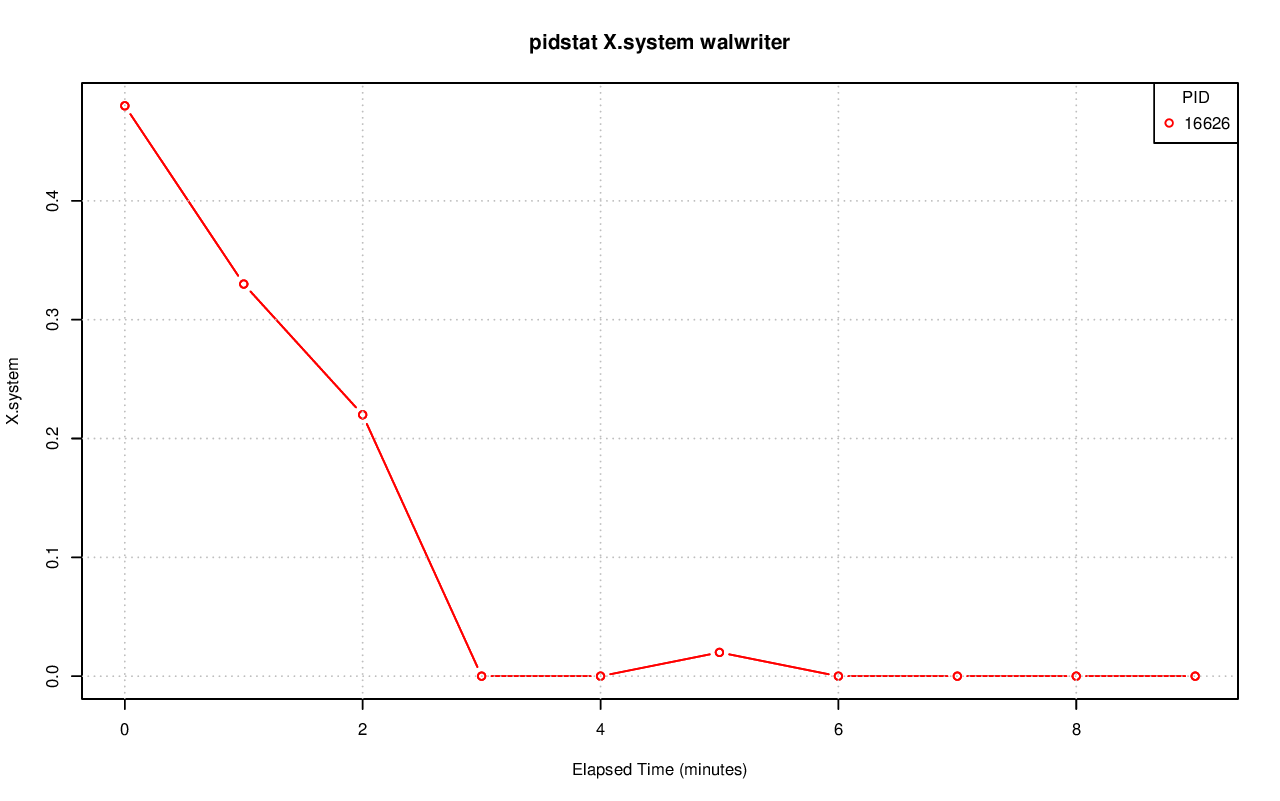 pidstat X.system walwriter
PID
16626
X.system
0.4
0.3
0.2
0.1
0.0
0 2 4 6 8
Elapsed Time (minutes)